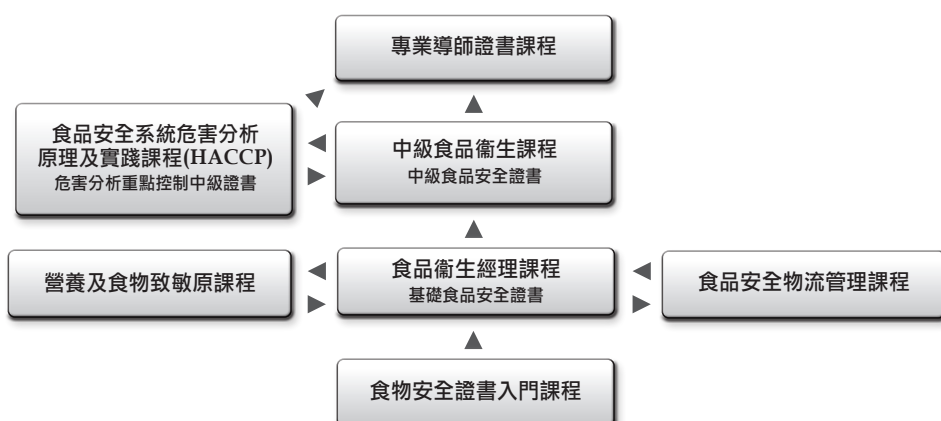 專業導師證書課程
食品安全系統危害分析
原理及實踐課程(HACCP)
危害分析重點控制中級證書
中級食品衞生課程
中級食品安全證書
營養及食物致敏原課程
食品衞生經理課程
基礎食品安全證書
食品安全物流管理課程
食物安全證書入門課程